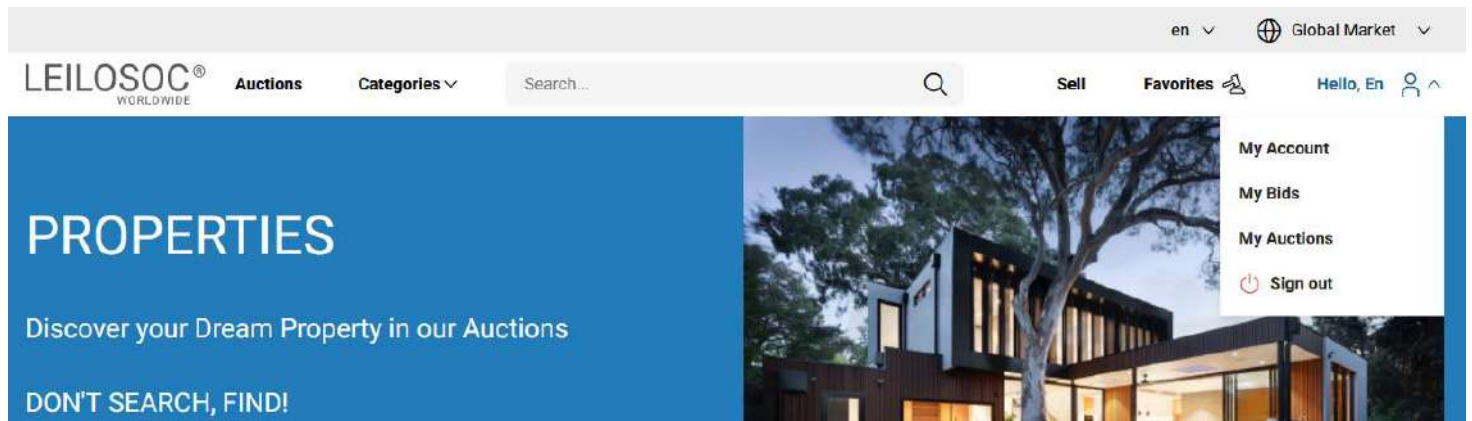 en Global Market
LEILOSOC® Auctions Categories Search... Sell Favorites Hello, En
WORLDWIDE
My Account
My Bids
My Auctions
Sign out
PROPERTIES
Discover your Dream Property in our Auctions
DON'T SEARCH, FIND!